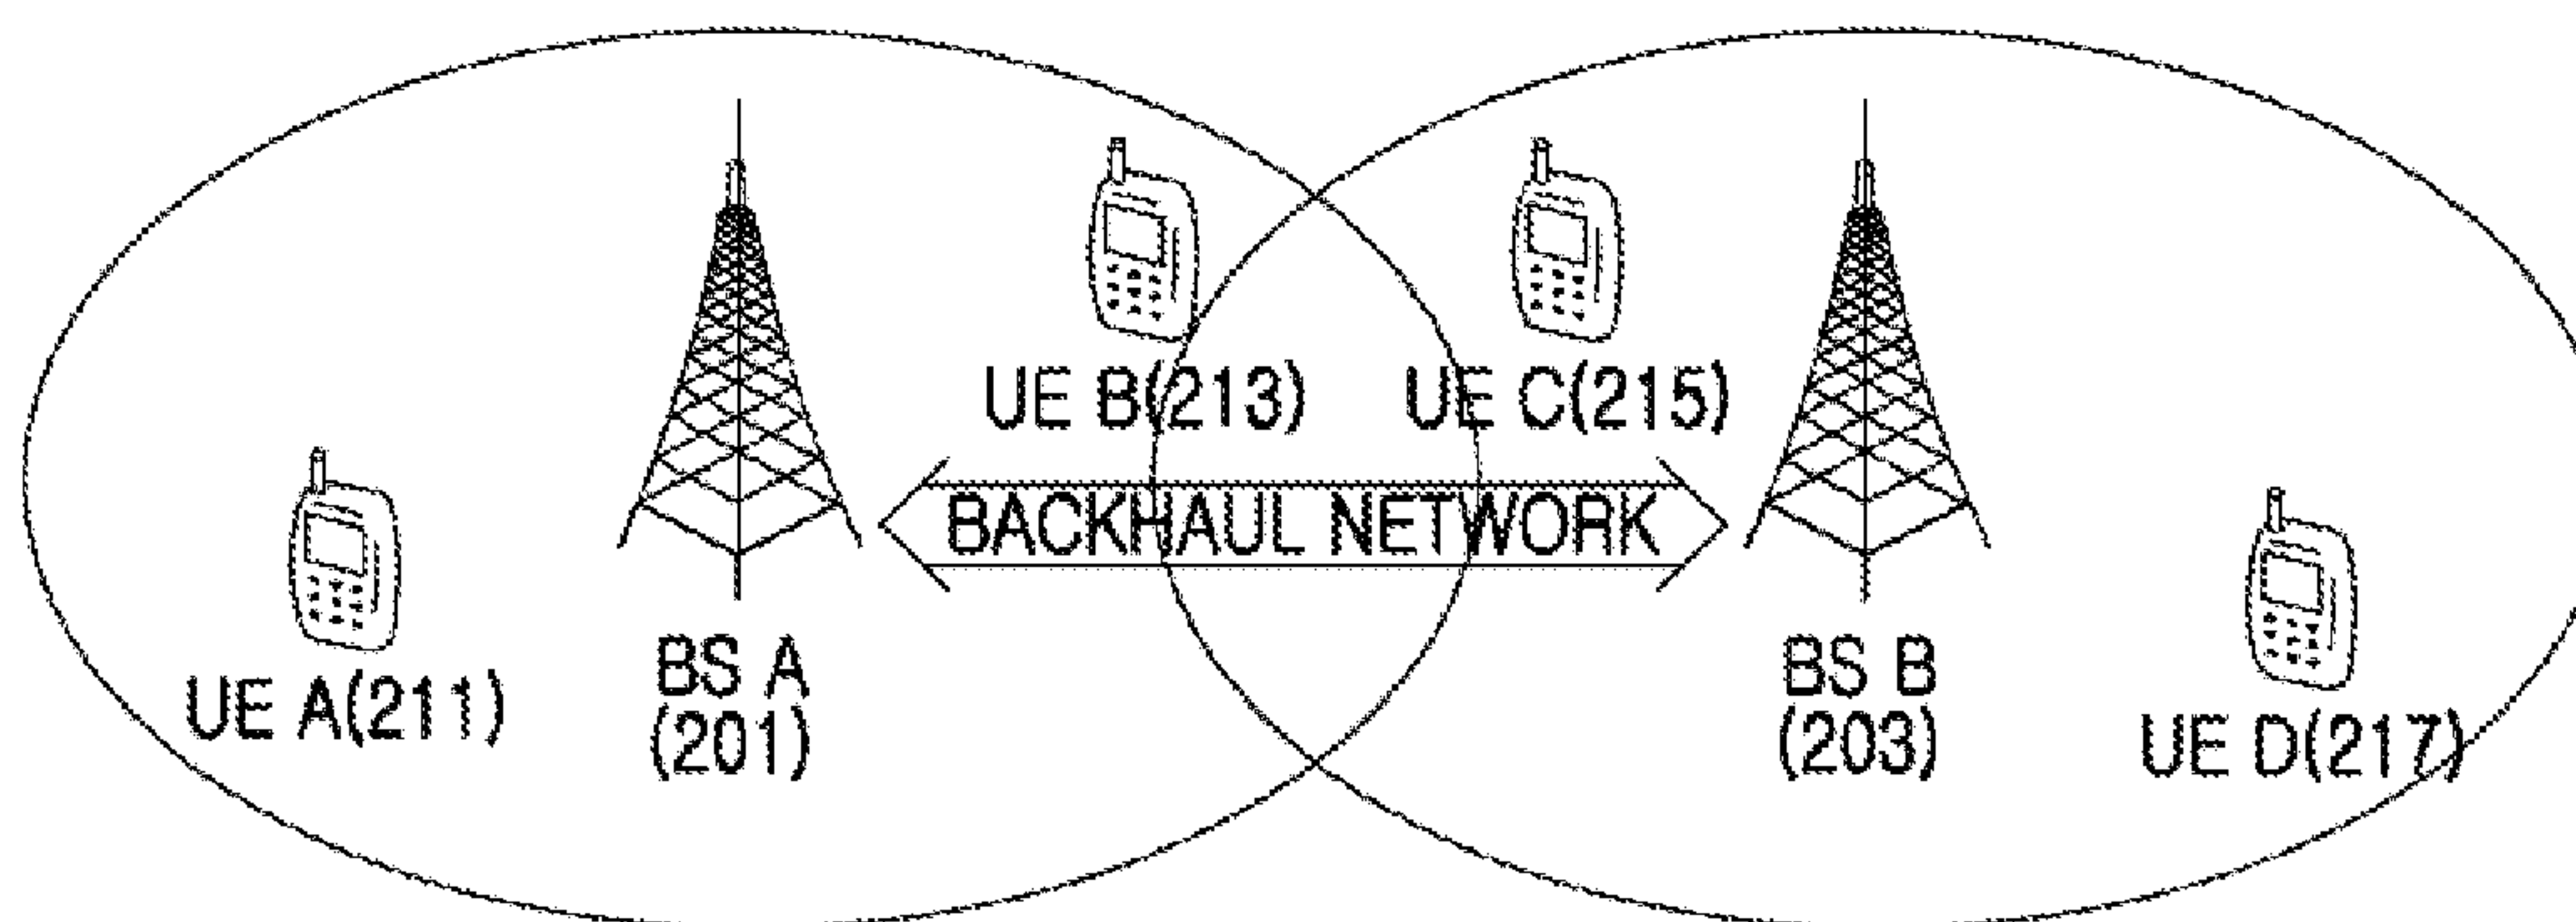 UE B(213)
UE C(215)
BACKHAUL NETWORK
UE A(211)
BS A
(201)
BS B
(203)
UE D(217)